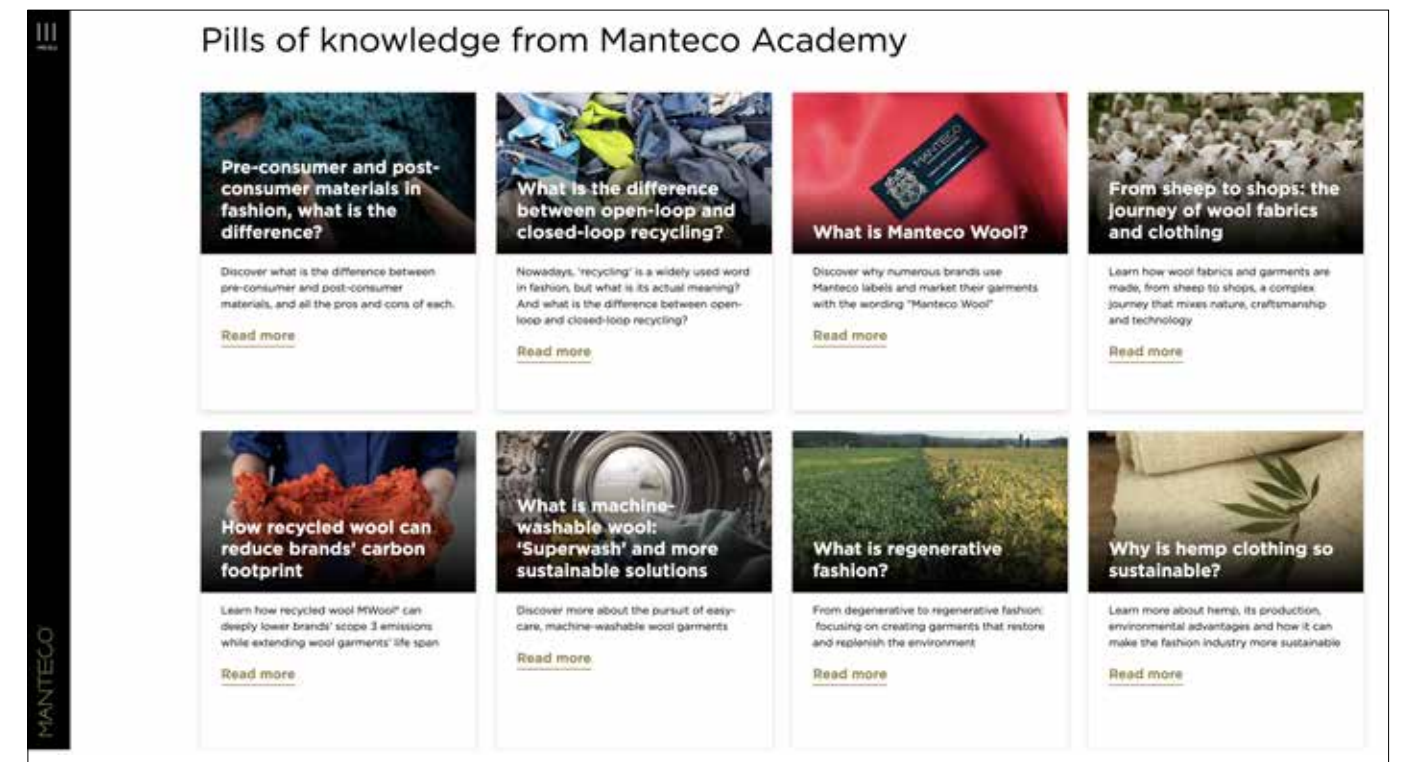 MENU
Pills of knowledge from Manteco Academy
Pre-consumer and post-
consumer materials in
fashion, what is the
difference?
Discover what is the difference between
pre-consumer and post-consumer
materials, and all the pros and cons of each.
Read more
What is the difference
between open-loop and
closed-loop recycling?
Nowadays, 'recycling' is a widely used word
in fashion, but what is its actual meaning?
And what is the difference between open-
loop and closed-loop recycling?
Read more
MANTECO
What is Manteco Wool?
Discover why numerous brands use
Manteco labels and market their garments
with the wording "Manteco Wool"
Read more
From sheep to shops: the
journey of wool fabrics
and clothing
Learn how wool fabrics and garments are
made, from sheep to shops, a complex
journey that mixes nature, craftsmanship
and technology
Read more
How recycled wool can
reduce brands' carbon
footprint
Learn how recycled wool MWool® can
deeply lower brands' scope 3 emissions
while extending wool garments' life span
Read more
What is machine-
washable wool:
'Superwash' and more
sustainable solutions
Discover more about the pursuit of easy-
care, machine-washable wool garments
Read more
What is regenerative
fashion?
From degenerative to regenerative fashion:
focusing on creating garments that restore
and replenish the environment
Read more
Why is hemp clothing so
sustainable?
Learn more about hemp, its production,
environmental advantages and how it can
make the fashion industry more sustainable
Read more
MANTECO